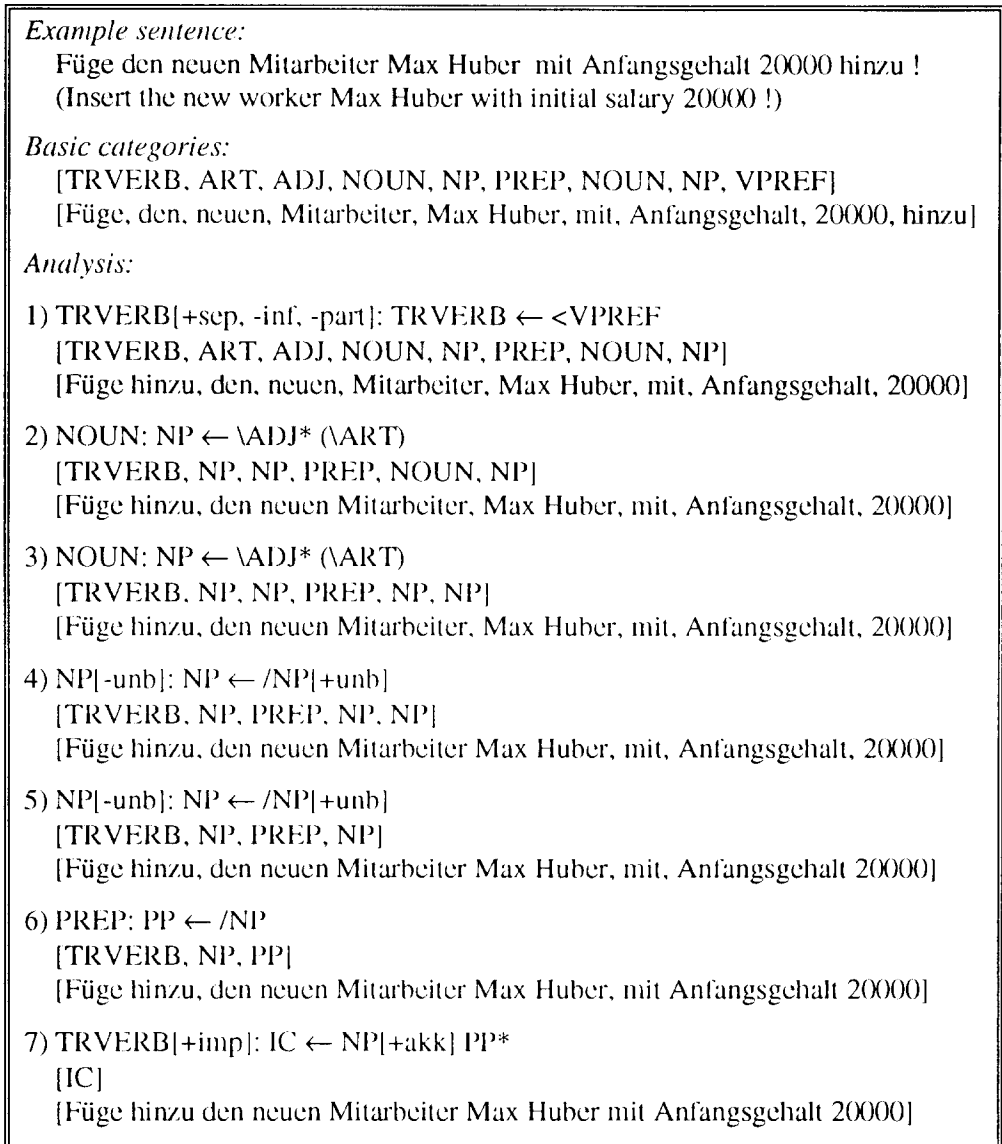 Example sentence:
Füge den neuen Mitarbeiter Max Huber mit Anfangsgehalt 20000 hinzu !
(Insert the new worker Max Huber with initial salary 20000 !)
Basic categories:
[TRVERB, ART, ADJ, NOUN, NP, PREP, NOUN, NP, VPREF]
[Füge, den, neuen, Mitarbeiter, Max Huber, mit, Anfangsgehalt, 20000, hinzu]
Analysis:
1) TRVERB[+sep, -inf, -part]: TRVERB ← <VPREF
[TRVERB, ART, ADJ, NOUN, NP, PREP, NOUN, NP]
[Füge hinzu, den, neuen, Mitarbeiter, Max Huber, mit, Anfangsgehalt, 20000]
2) NOUN: NP ← \ADJ* (\ART)
[TRVERB, NP, NP, PREP, NOUN, NP]
[Füge hinzu, den neuen Mitarbeiter, Max Huber, mit, Anfangsgehalt, 20000]
3) NOUN: NP ← \ADJ* (\ART)
[TRVERB, NP, NP, PREP, NP, NP]
[Füge hinzu, den neuen Mitarbeiter, Max Huber, mit, Anfangsgehalt, 20000]
4) NP[-unb]: NP ← /NP[+unb]
[TRVERB, NP, PREP, NP, NP]
[Füge hinzu, den neuen Mitarbeiter Max Huber, mit, Anfangsgehalt, 20000]
5) NP[-unb]: NP ← /NP[+unb]
[TRVERB, NP, PREP, NP]
[Füge hinzu, den neuen Mitarbeiter Max Huber, mit, Anfangsgehalt 20000]
6) PREP: PP ← /NP
[TRVERB, NP, PP]
[Füge hinzu, den neuen Mitarbeiter Max Huber, mit Anfangsgehalt 20000]
7) TRVERB[+imp]: IC ← NP[+akk] PP*
[IC]
[Füge hinzu den neuen Mitarbeiter Max Huber mit Anfangsgehalt 20000]